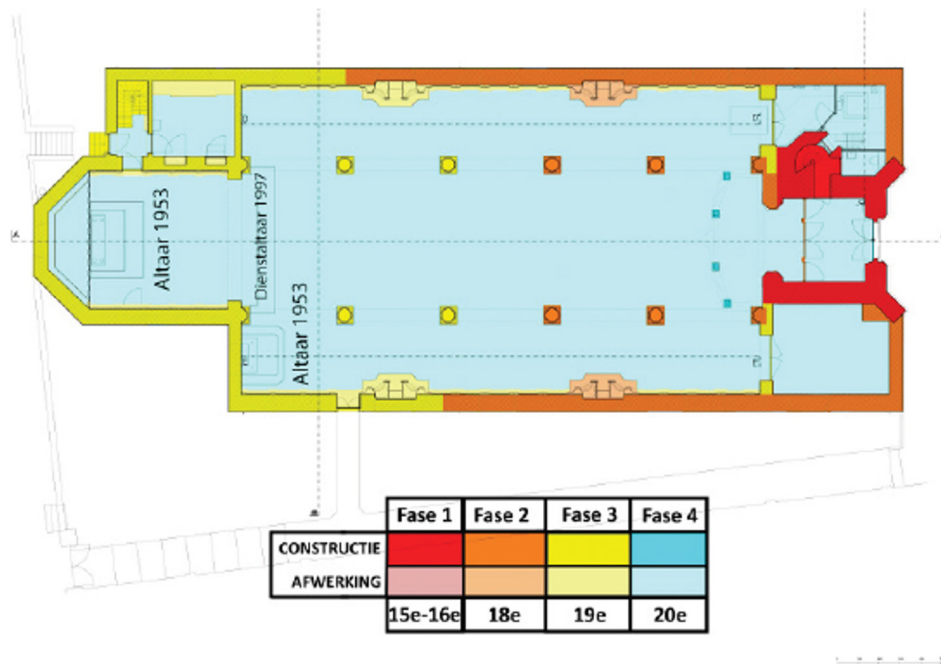 Altaar 1953
Dienstaltaar 1997
Altaar 1953
Fase 1 Fase 2 Fase 3 Fase 4
CONSTRUCTIE
AFWERKING
15e-16e 18e 19e 20e